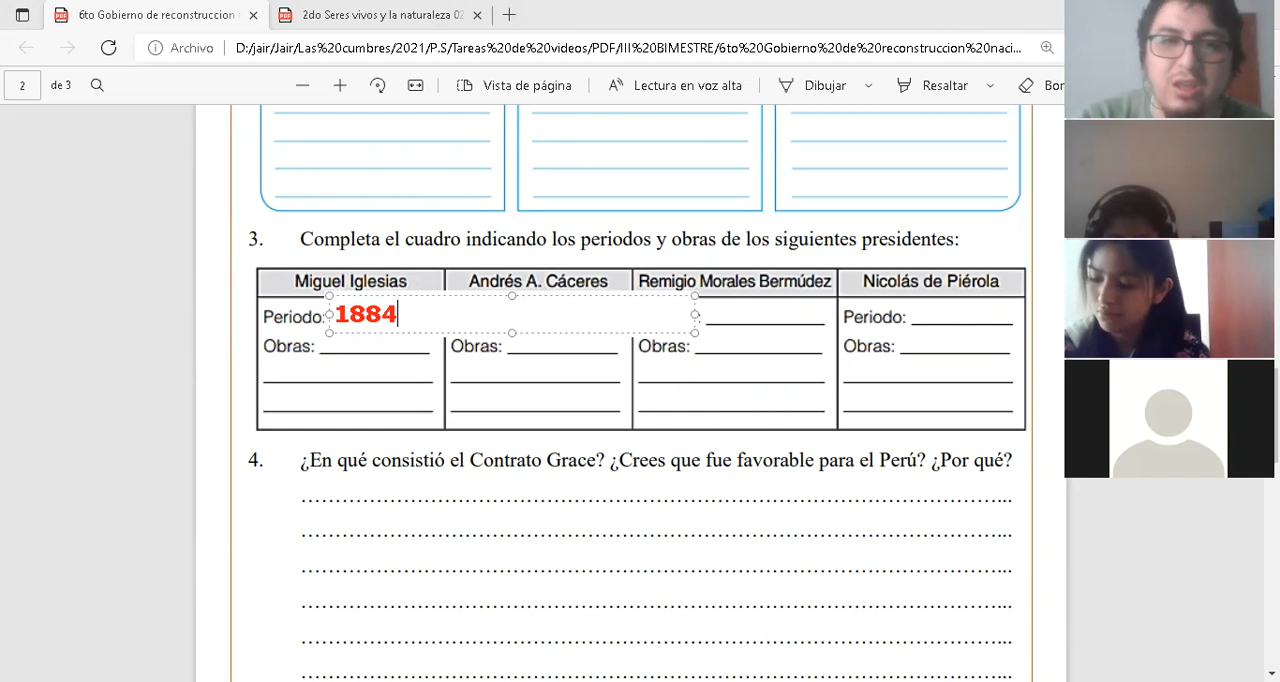 6to Gobierno de reconstruccion
2do Seres vivos y la naturaleza 02
Archivo
D:/jair/Jair/Las%20cumbres/2021/P.S/Tareas%20de%20videos/PDF/III%20BIMESTRE/6to%20Gobierno%20de%20reconstruccion%20naci...
2 de 3
Vista de página
Lectura en voz alta
Dibujar
Resaltar
Bor
3. Completa el cuadro indicando los periodos y obras de los siguientes presidentes:
Miguel Iglesias Andrés A. Cáceres Remigio Morales Bermúdez Nicolás de Piérola
Periodo: 1884 Periodo:
Obras: Obras: Obras: Obras:
4. ¿En qué consistió el Contrato Grace? ¿Crees que fue favorable para el Perú? ¿Por qué?